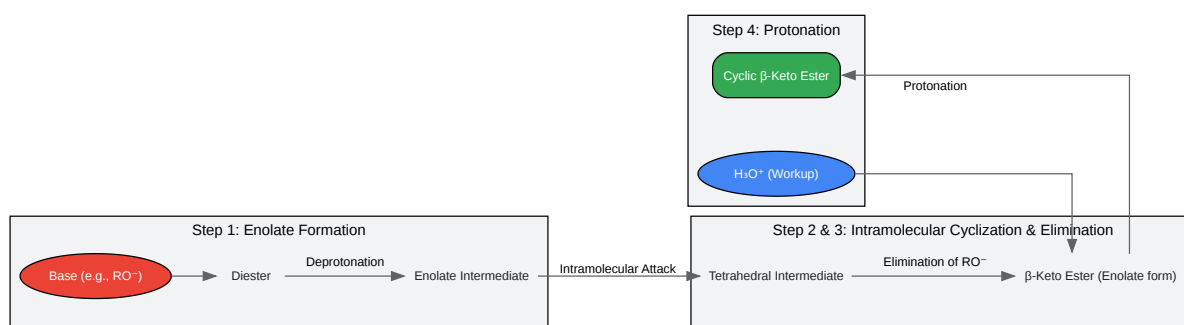 Step 4: Protonation
Cyclic β-Keto Ester
Protonation
H₃O⁺ (Workup)
Step 1: Enolate Formation
Step 2 & 3: Intramolecular Cyclization & Elimination
Base (e.g., RO⁻)
Diester
Deprotonation
Enolate Intermediate
Intramolecular Attack
Tetrahedral Intermediate
Elimination of RO⁻
β-Keto Ester (Enolate form)